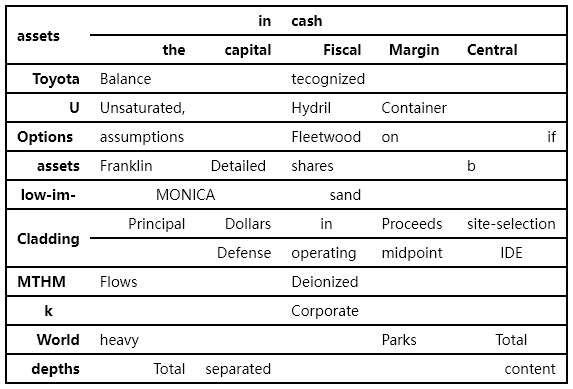 in cash
assets
the capital Fiscal Margin Central
Toyota Balance tecognized
U Unsaturated, Hydril Container
Options assumptions Fleetwood on if
assets Franklin Detailed shares b
low-im- MONICA sand
Principal Dollars in Proceeds site-selection
Cladding
Defense operating midpoint IDE
MTHM Flows Deionized
k Corporate
World heavy Parks Total
depths Total separated content